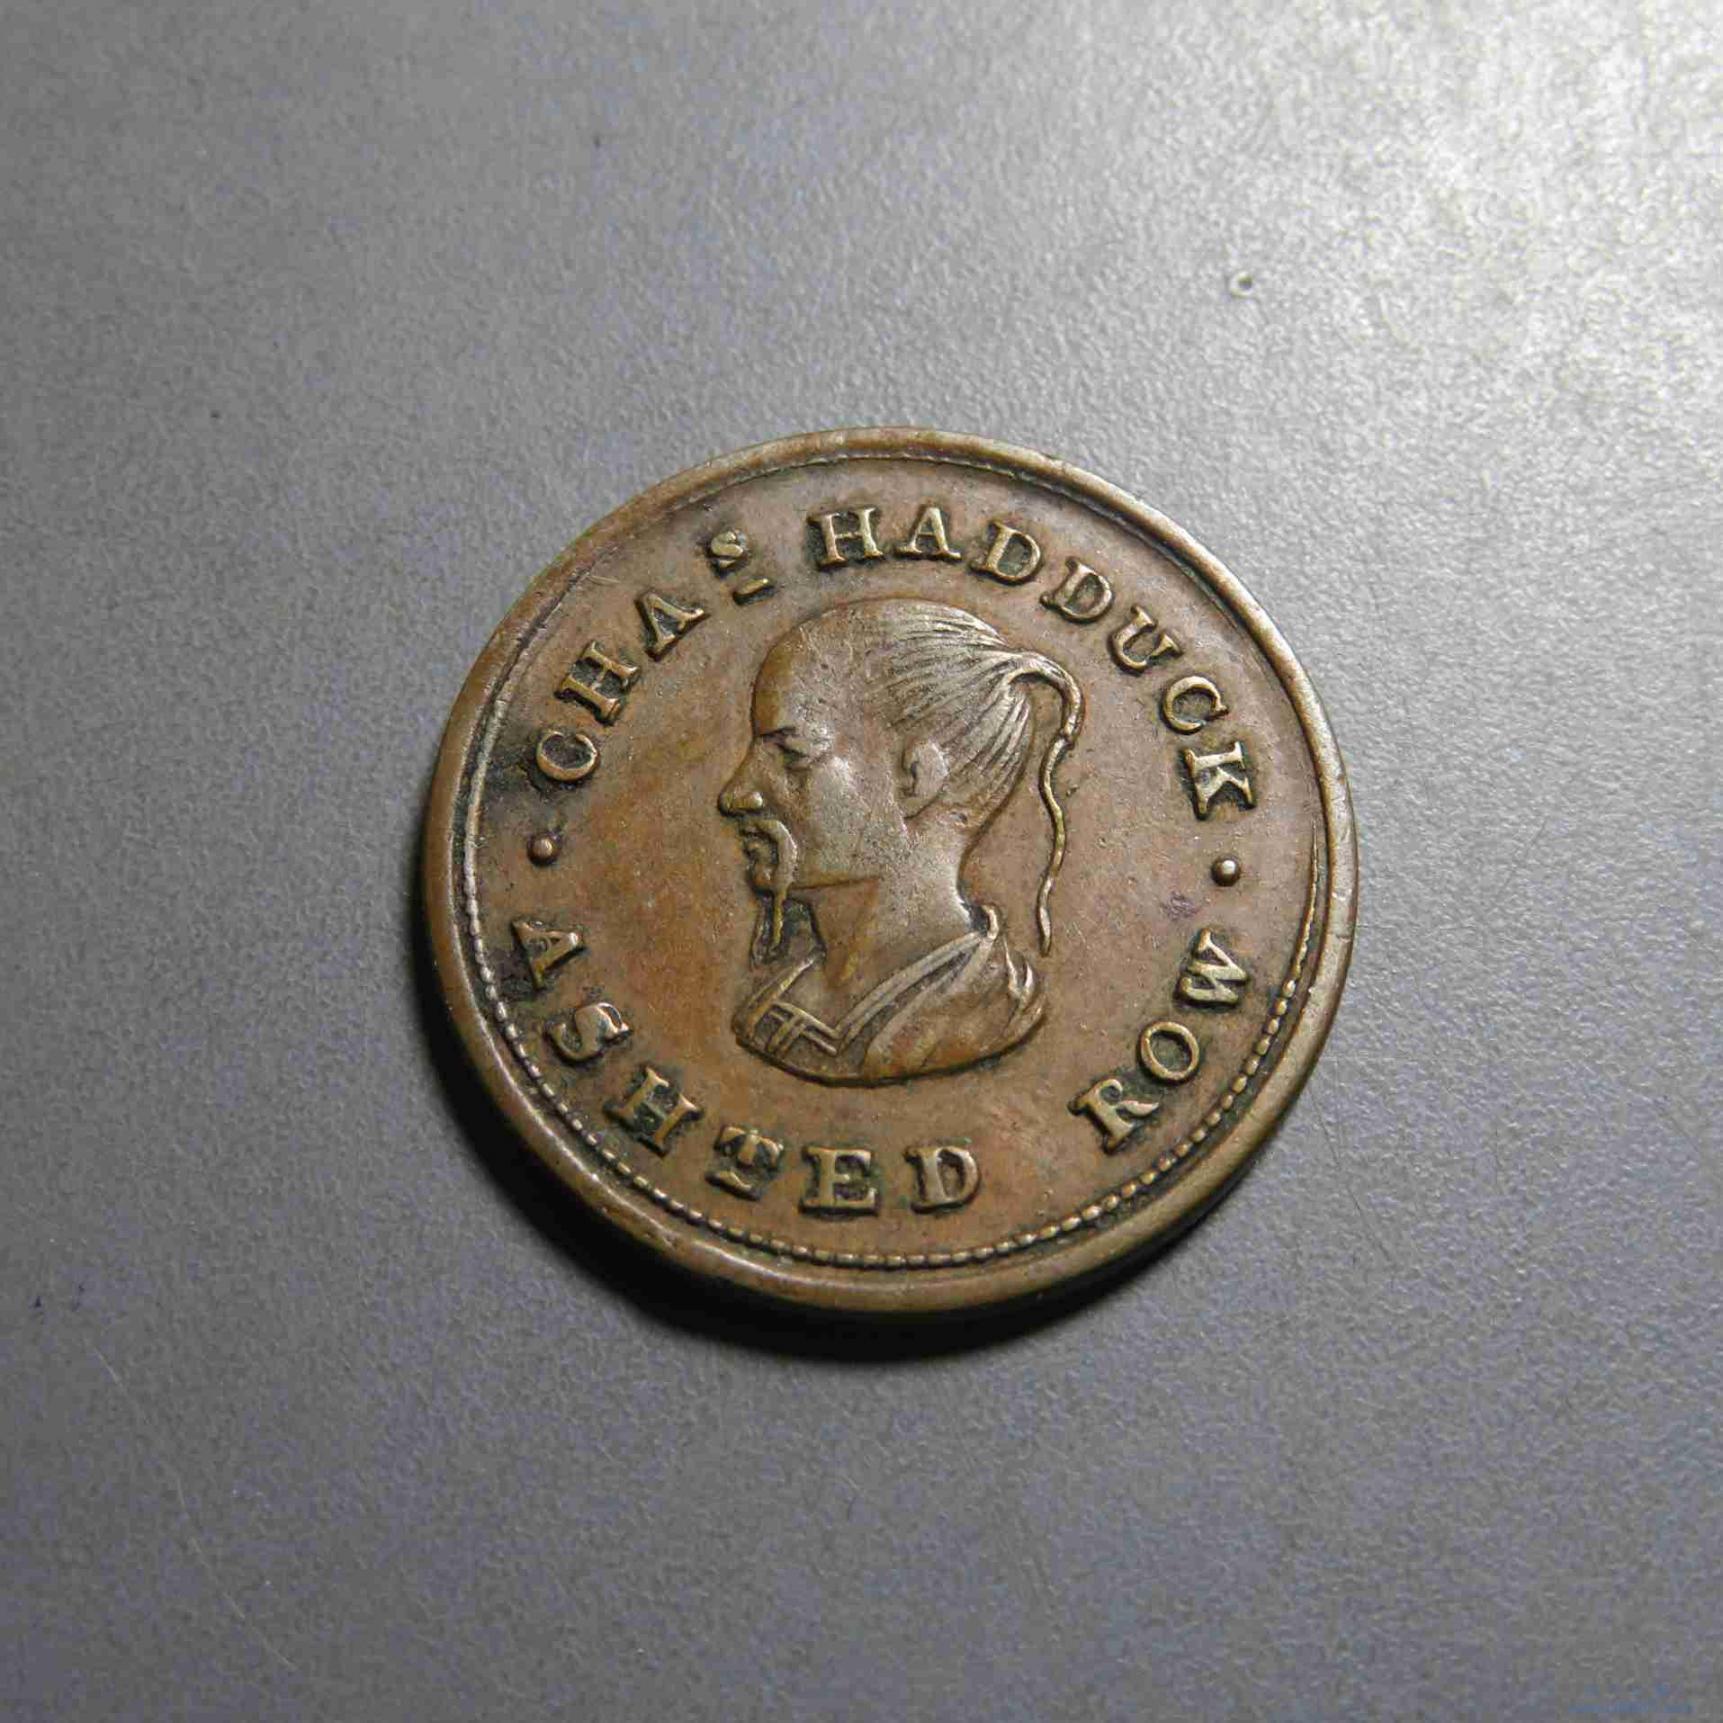 · CHAS HADDUCK ·
ASHTED ROW